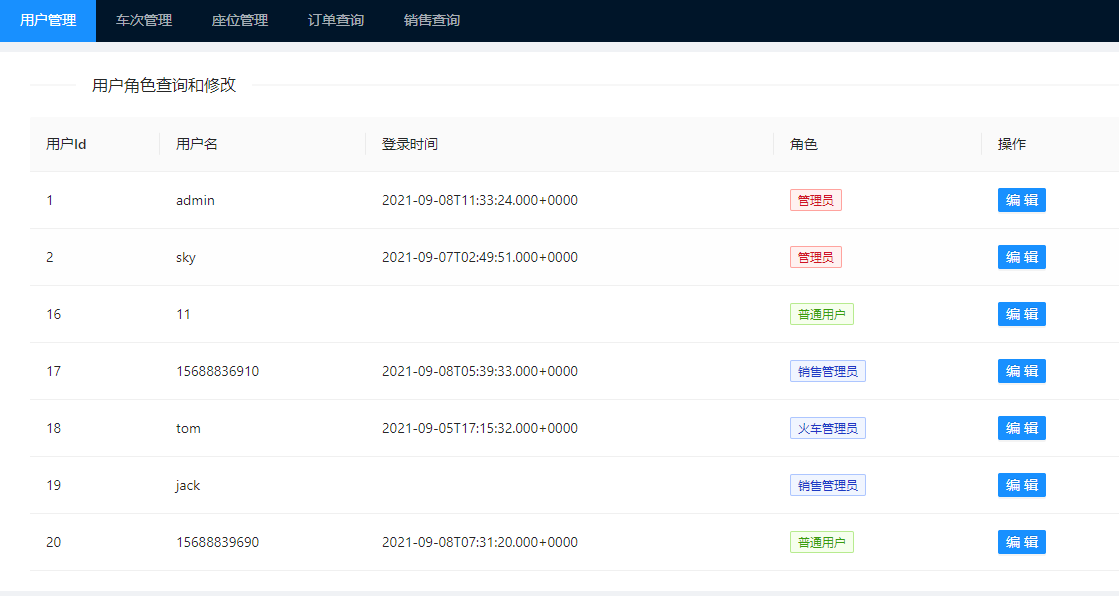 用户管理 车次管理 座位管理 订单查询 销售查询
用户角色查询和修改
用户Id 用户名 登录时间 角色 操作
1 admin 2021-09-08T11:33:24.000+0000 管理员 编 辑
2 sky 2021-09-07T02:49:51.000+0000 管理员 编 辑
16 11 普通用户 编 辑
17 15688836910 2021-09-08T05:39:33.000+0000 销售管理员 编 辑
18 tom 2021-09-05T17:15:32.000+0000 火车管理员 编 辑
19 jack 销售管理员 编 辑
20 15688839690 2021-09-08T07:31:20.000+0000 普通用户 编 辑